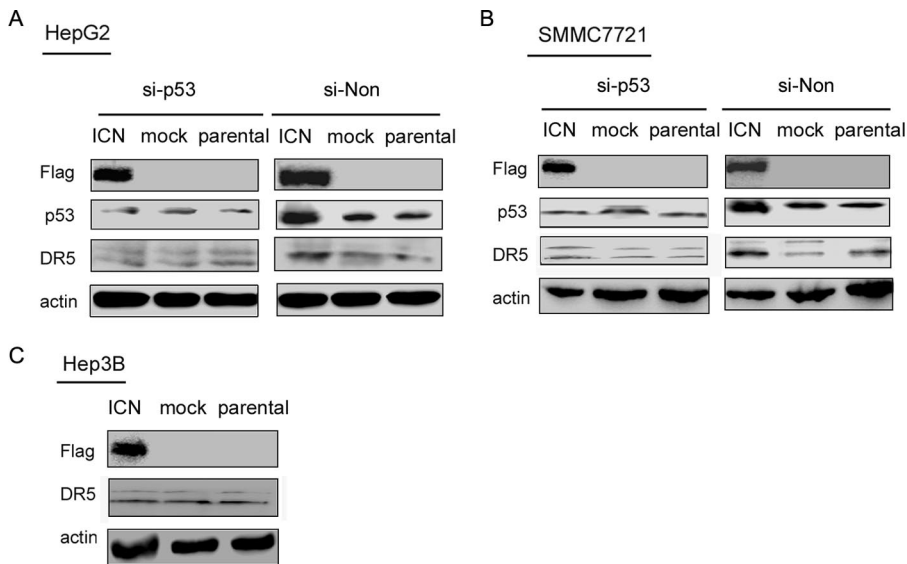 A
HepG2
si-p53 si-Non
ICN mock parental ICN mock parental
Flag
p53
DR5
actin
B
SMMC7721
si-p53 si-Non
ICN mock parental ICN mock parental
Flag
p53
DR5
actin
C
Hep3B
ICN mock parental
Flag
DR5
actin